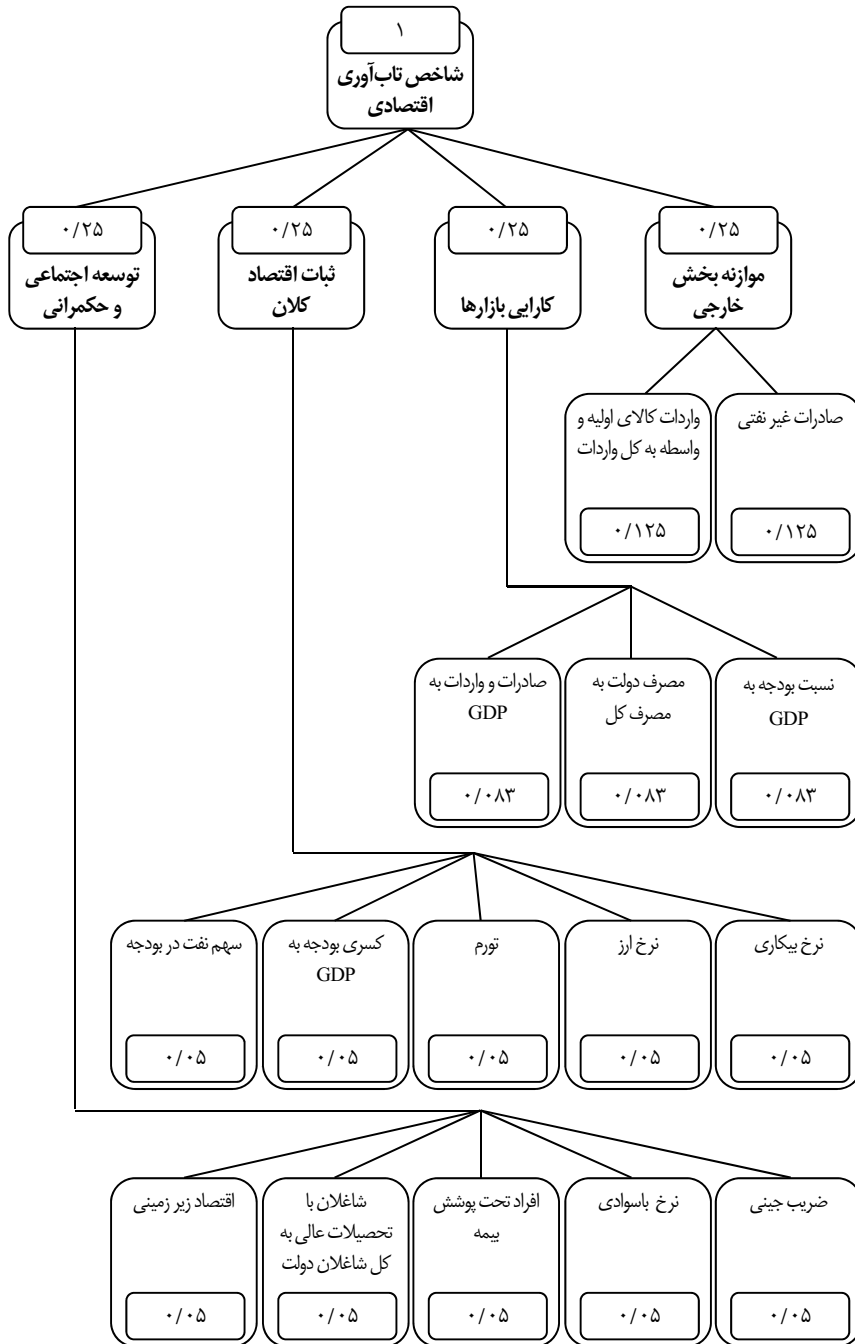 ۱
شاخص تاب‌آوری
اقتصادی
۰/۲۵
موازنه بخش
خارجی
۰/۲۵
کارایی بازارها
۰/۲۵
ثبات اقتصاد
کلان
۰/۲۵
توسعه اجتماعی
و حکمرانی
صادرات غیر نفتی
۰/۱۲۵
واردات کالای اولیه و
واسطه به کل واردات
۰/۱۲۵
نسبت بودجه به
GDP
۰/۰۸۳
مصرف دولت به
مصرف کل
۰/۰۸۳
صادرات و واردات به
GDP
۰/۰۸۳
نرخ بیکاری
۰/۰۵
نرخ ارز
۰/۰۵
تورم
۰/۰۵
کسری بودجه به
GDP
۰/۰۵
سهم نفت در بودجه
۰/۰۵
ضریب جینی
۰/۰۵
نرخ باسوادی
۰/۰۵
افراد تحت پوشش
بیمه
۰/۰۵
شاغلان با
تحصیلات عالی به
کل شاغلان دولت
۰/۰۵
اقتصاد زیر زمینی
۰/۰۵